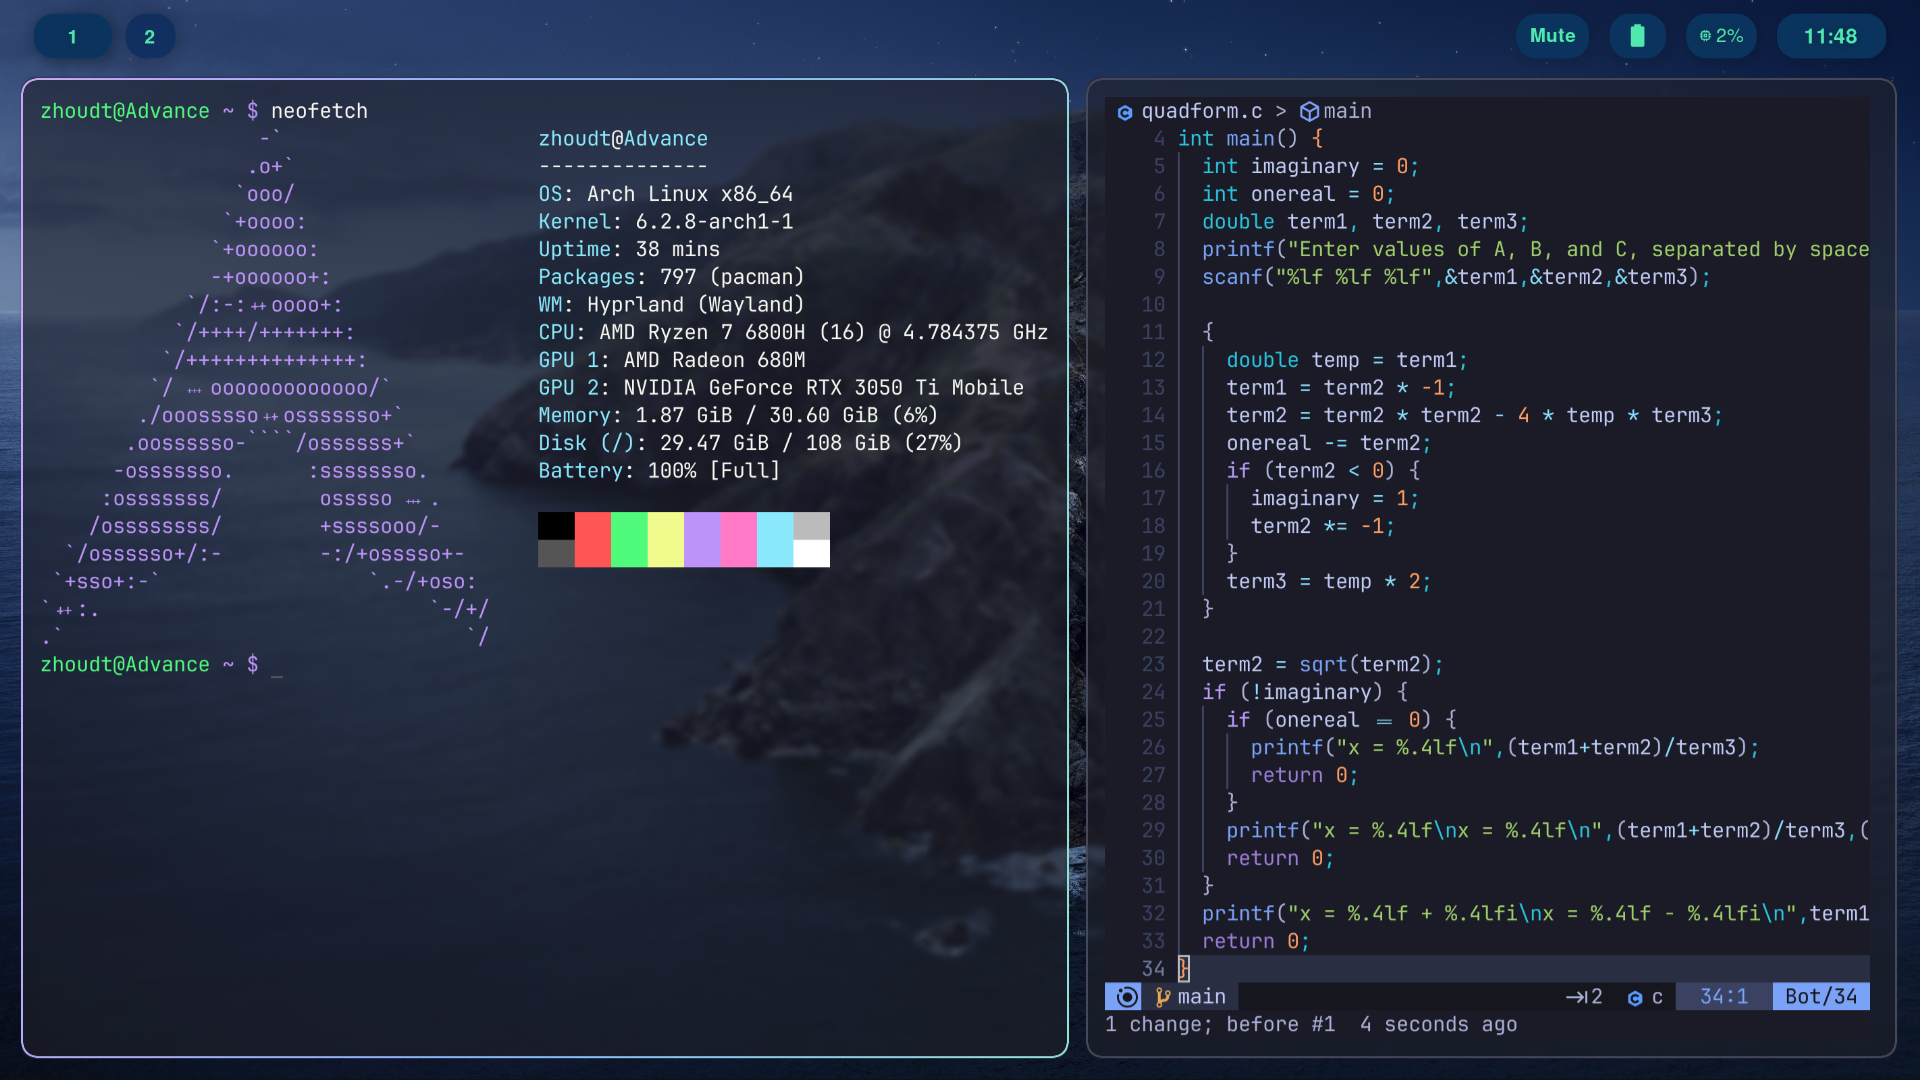 1 2 Mute 2% 11:48
zhoudt@Advance ~ $ neofetch
-`
.o+`
`ooo/
`+oooo:
`+oooooo:
-+oooooo+:
`/:-:++oooo+:
`/++++/+++++++:
`/++++++++++++++:
`/+++ooooooooooooo/`
./ooosssso++osssssso+`
.oossssso-````/ossssss+`
-osssssso. :ssssssso.
:osssssss/ osssso+++.
/ossssssss/ +ssssooo/-
`/ossssso+/:- -:/+osssso+-
`+sso+:-` `.-/+oso:
`++:. `-/+/
.` `/
zhoudt@Advance
--------------
OS: Arch Linux x86_64
Kernel: 6.2.8-arch1-1
Uptime: 38 mins
Packages: 797 (pacman)
WM: Hyprland (Wayland)
CPU: AMD Ryzen 7 6800H (16) @ 4.784375 GHz
GPU 1: AMD Radeon 680M
GPU 2: NVIDIA GeForce RTX 3050 Ti Mobile
Memory: 1.87 GiB / 30.60 GiB (6%)
Disk (/): 29.47 GiB / 108 GiB (27%)
Battery: 100% [Full]
zhoudt@Advance ~ $ _
quadform.c > main
4 int main() {
5 int imaginary = 0;
6 int onereal = 0;
7 double term1, term2, term3;
8 printf("Enter values of A, B, and C, separated by space
9 scanf("%lf %lf %lf",&term1,&term2,&term3);
10
11 {
12 double temp = term1;
13 term1 = term2 * -1;
14 term2 = term2 * term2 - 4 * temp * term3;
15 onereal -= term2;
16 if (term2 < 0) {
17 imaginary = 1;
18 term2 *= -1;
19 }
20 term3 = temp * 2;
21 }
22
23 term2 = sqrt(term2);
24 if (!imaginary) {
25 if (onereal == 0) {
26 printf("x = %.4lf\n",(term1+term2)/term3);
27 return 0;
28 }
29 printf("x = %.4lf\nx = %.4lf\n",(term1+term2)/term3,(
30 return 0;
31 }
32 printf("x = %.4lf + %.4lfi\nx = %.4lf - %.4lfi\n",term1
33 return 0;
34 }
main 2 c 34:1 Bot/34
1 change; before #1 4 seconds ago